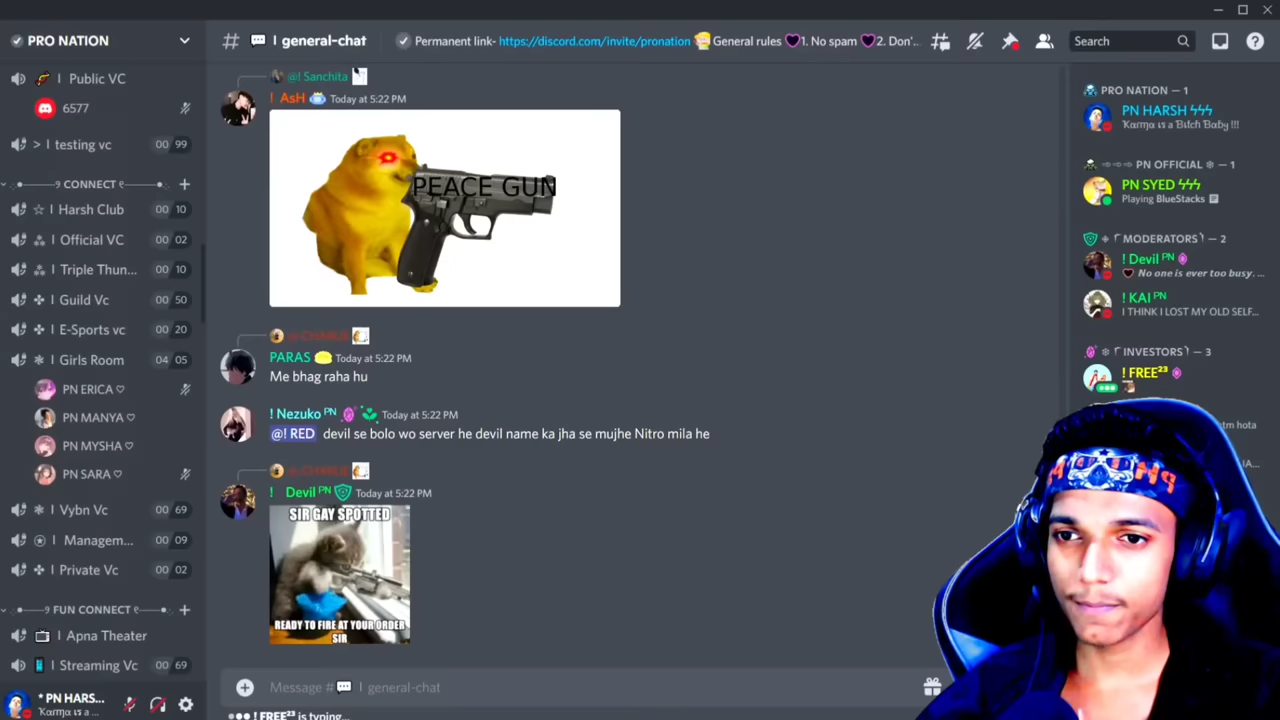 PRO NATION
Public VC
6577
> | testing vc 00 99
CONNECT
☆ | Harsh Club 00 10
| Official VC 00 02
| Triple Thun... 00 10
| Guild Vc 00 50
| E-Sports vc 00 20
| Girls Room 04 05
PN ERICA ♡
PN MANYA ♡
PN MYSHA ♡
PN SARA ♡
| Vybn Vc 00 69
| Managem... 00 09
| Private Vc 00 02
FUN CONNECT
| Apna Theater
| Streaming Vc 00 69
* PN HARS...
Karma is a ...
# 💬 | general-chat
Permanent link- https://discord.com/invite/pronation General rules 💜1. No spam 💜2. Don'...
Search
@! Sanchita
! AsH Today at 5:22 PM
PEACE GUN
PARAS Today at 5:22 PM
Me bhag raha hu
! Nezuko ᴾᴺ Today at 5:22 PM
@! RED devil se bolo wo server he devil name ka jha se mujhe Nitro mila he
! Devil ᴾᴺ Today at 5:22 PM
SIR GAY SPOTTED
READY TO FIRE AT YOUR ORDER
SIR
Message # 💬 | general-chat
! FREE²³ is typing...
PRO NATION — 1
PN HARSH ϟϟϟ
Karma is a Bitch Baby !!!
PN OFFICIAL ❄ — 1
PN SYED ϟϟϟ
Playing BlueStacks
MODERATORS — 2
! Devil ᴾᴺ
No one is ever too busy. ...
! KAI ᴾᴺ
I THINK I LOST MY OLD SELF...
INVESTORS — 3
! FREE²³